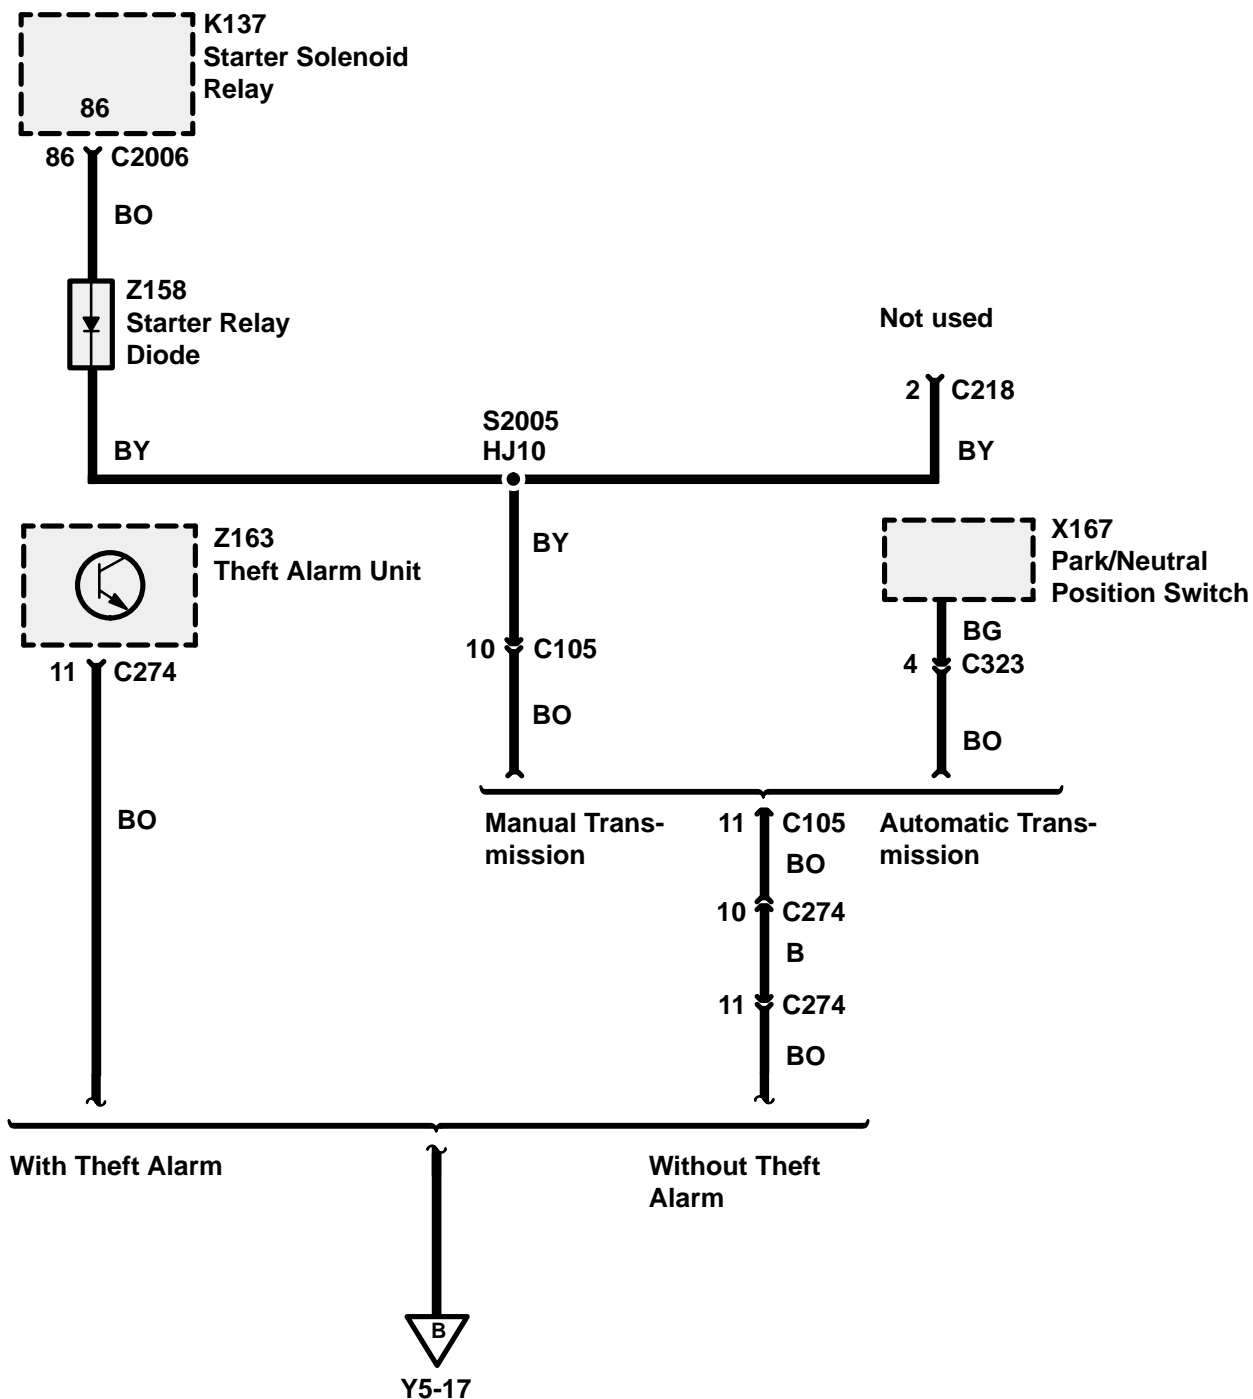 K137
Starter Solenoid
Relay
86
86 C2006
BO
Z158
Starter Relay
Diode
Not used
2 C218
S2005
HJ10
BY
BY
Z163
Theft Alarm Unit
BY
X167
Park/Neutral
Position Switch
BG
10 C105
4 C323
11 C274
BO
BO
BO
Manual Trans-
mission
11 C105
Automatic Trans-
mission
BO
10 C274
B
11 C274
BO
With Theft Alarm
Without Theft
Alarm
B
Y5-17